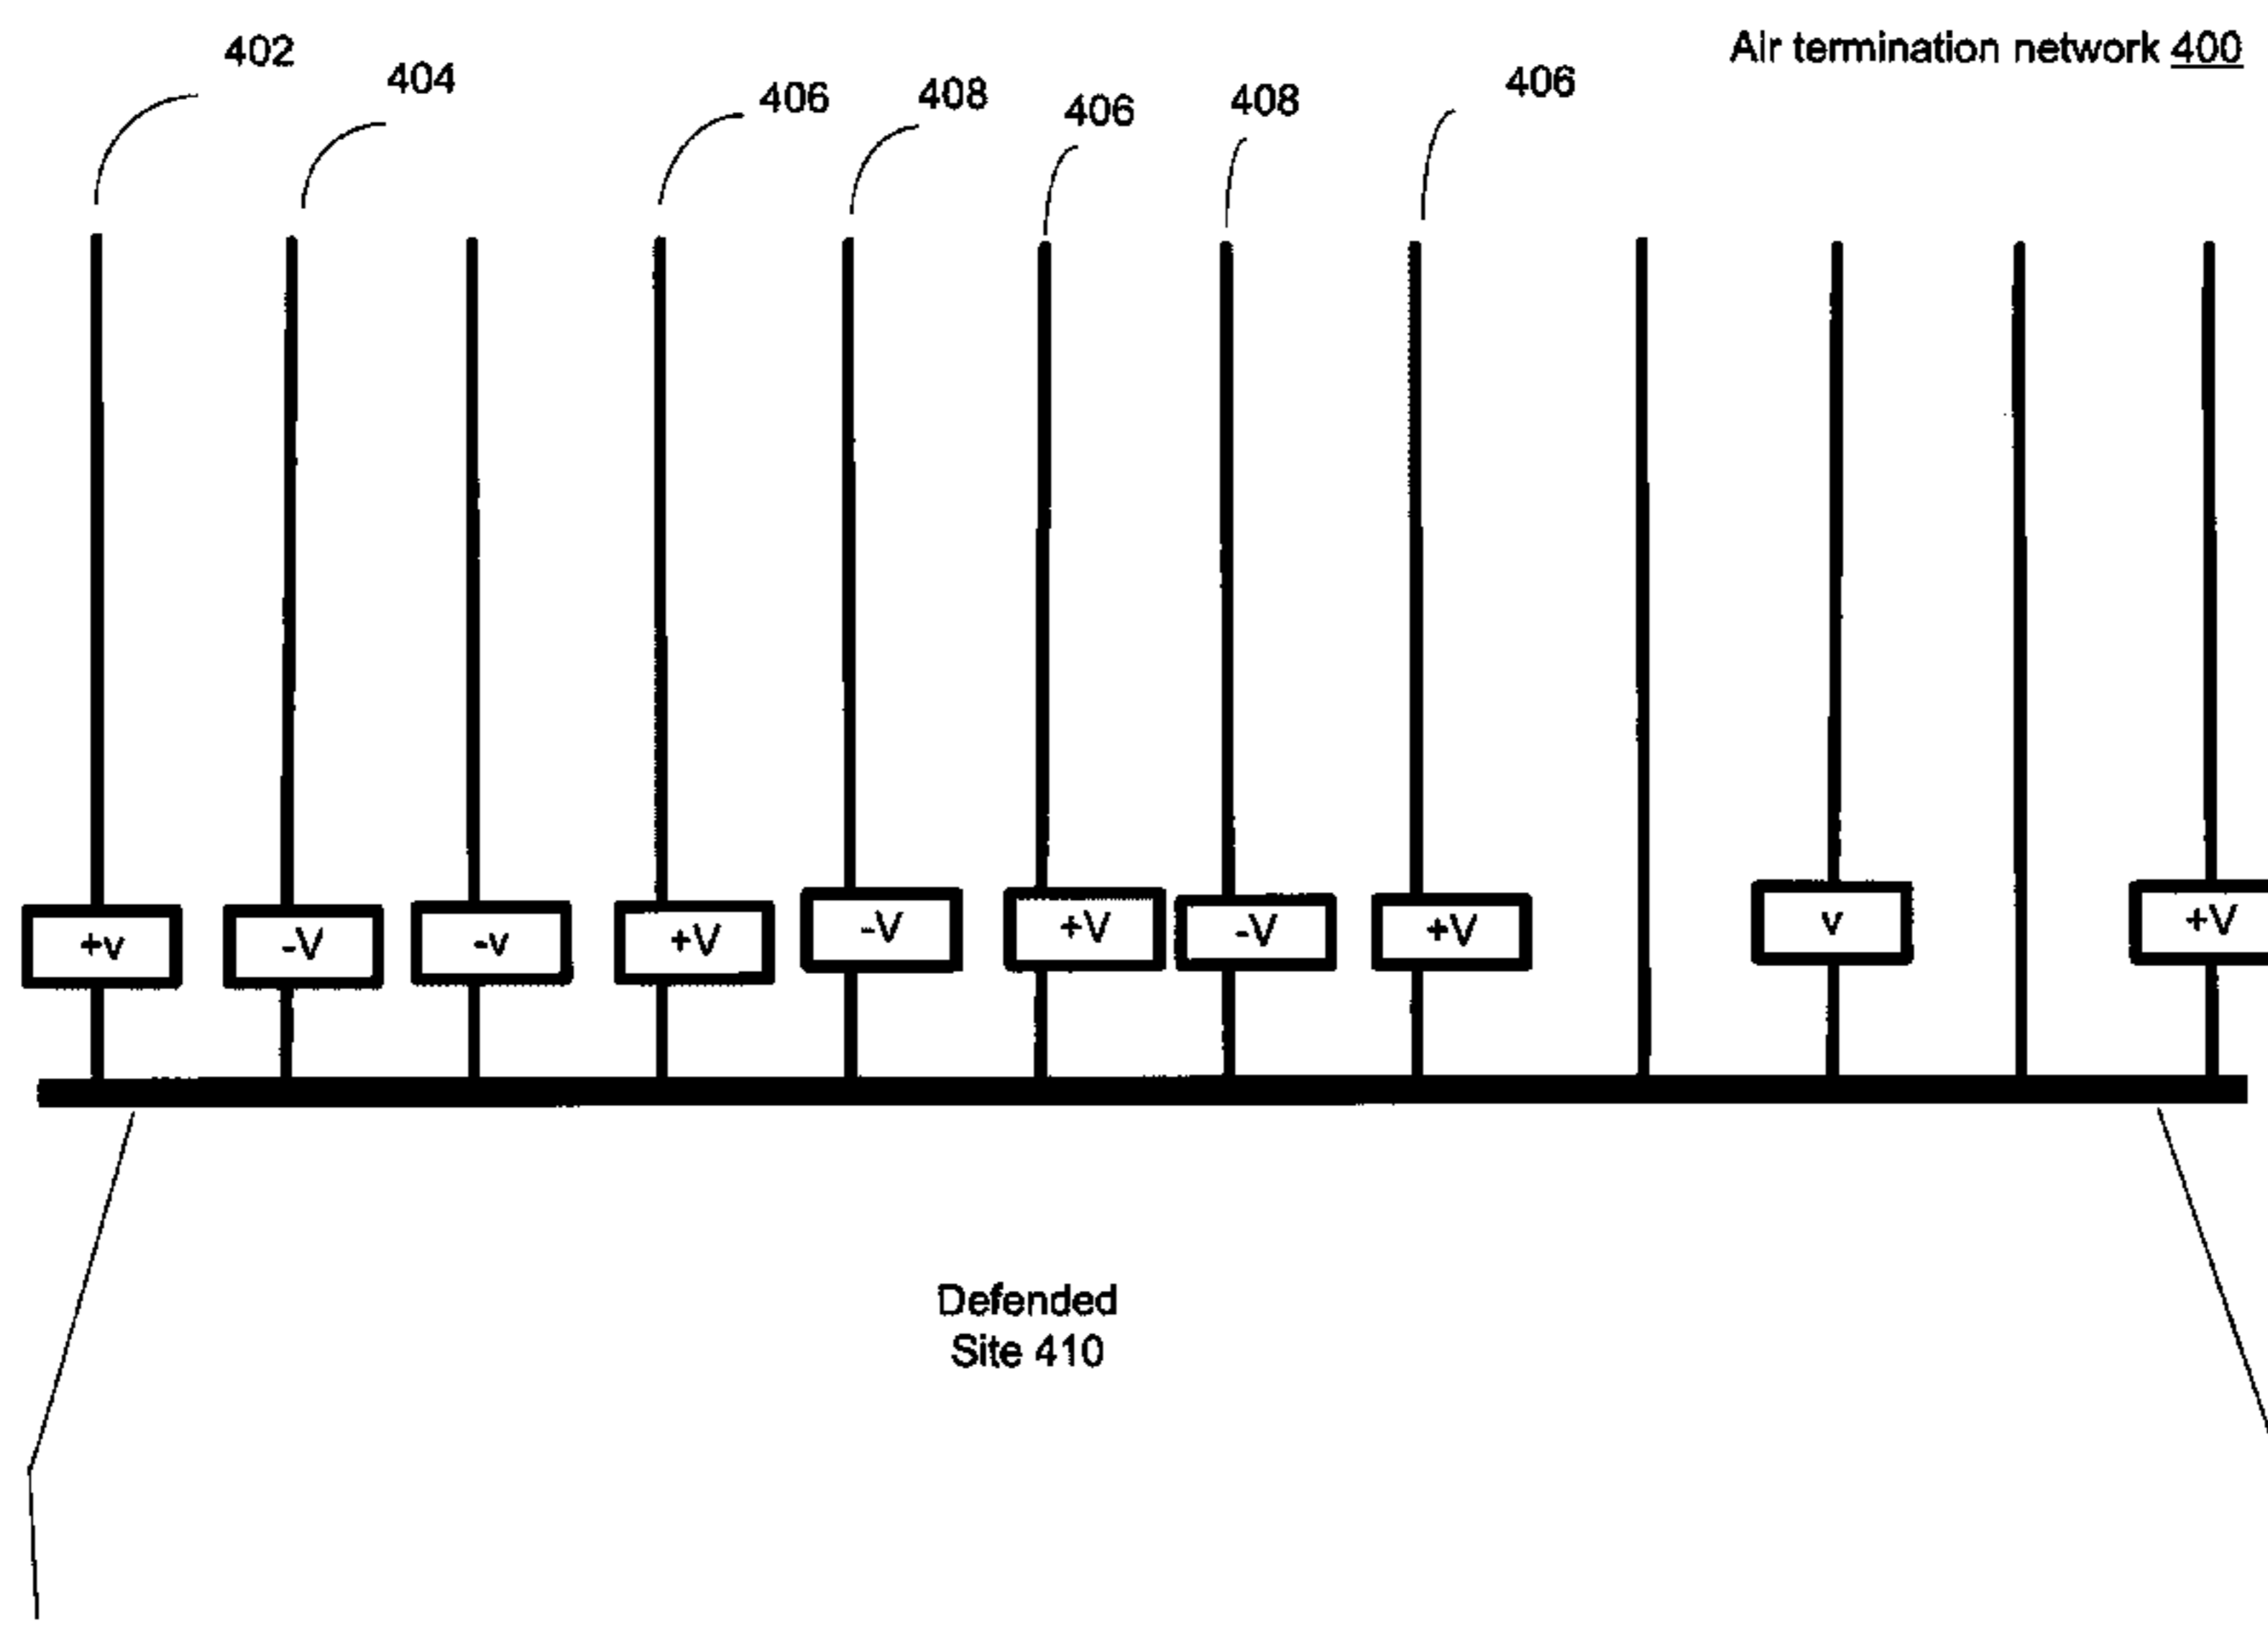 Air termination network 400
402
404
406
408
406
408
406
+v
-V
-v
+V
-V
+V
-V
+V
v
+V
Defended
Site 410